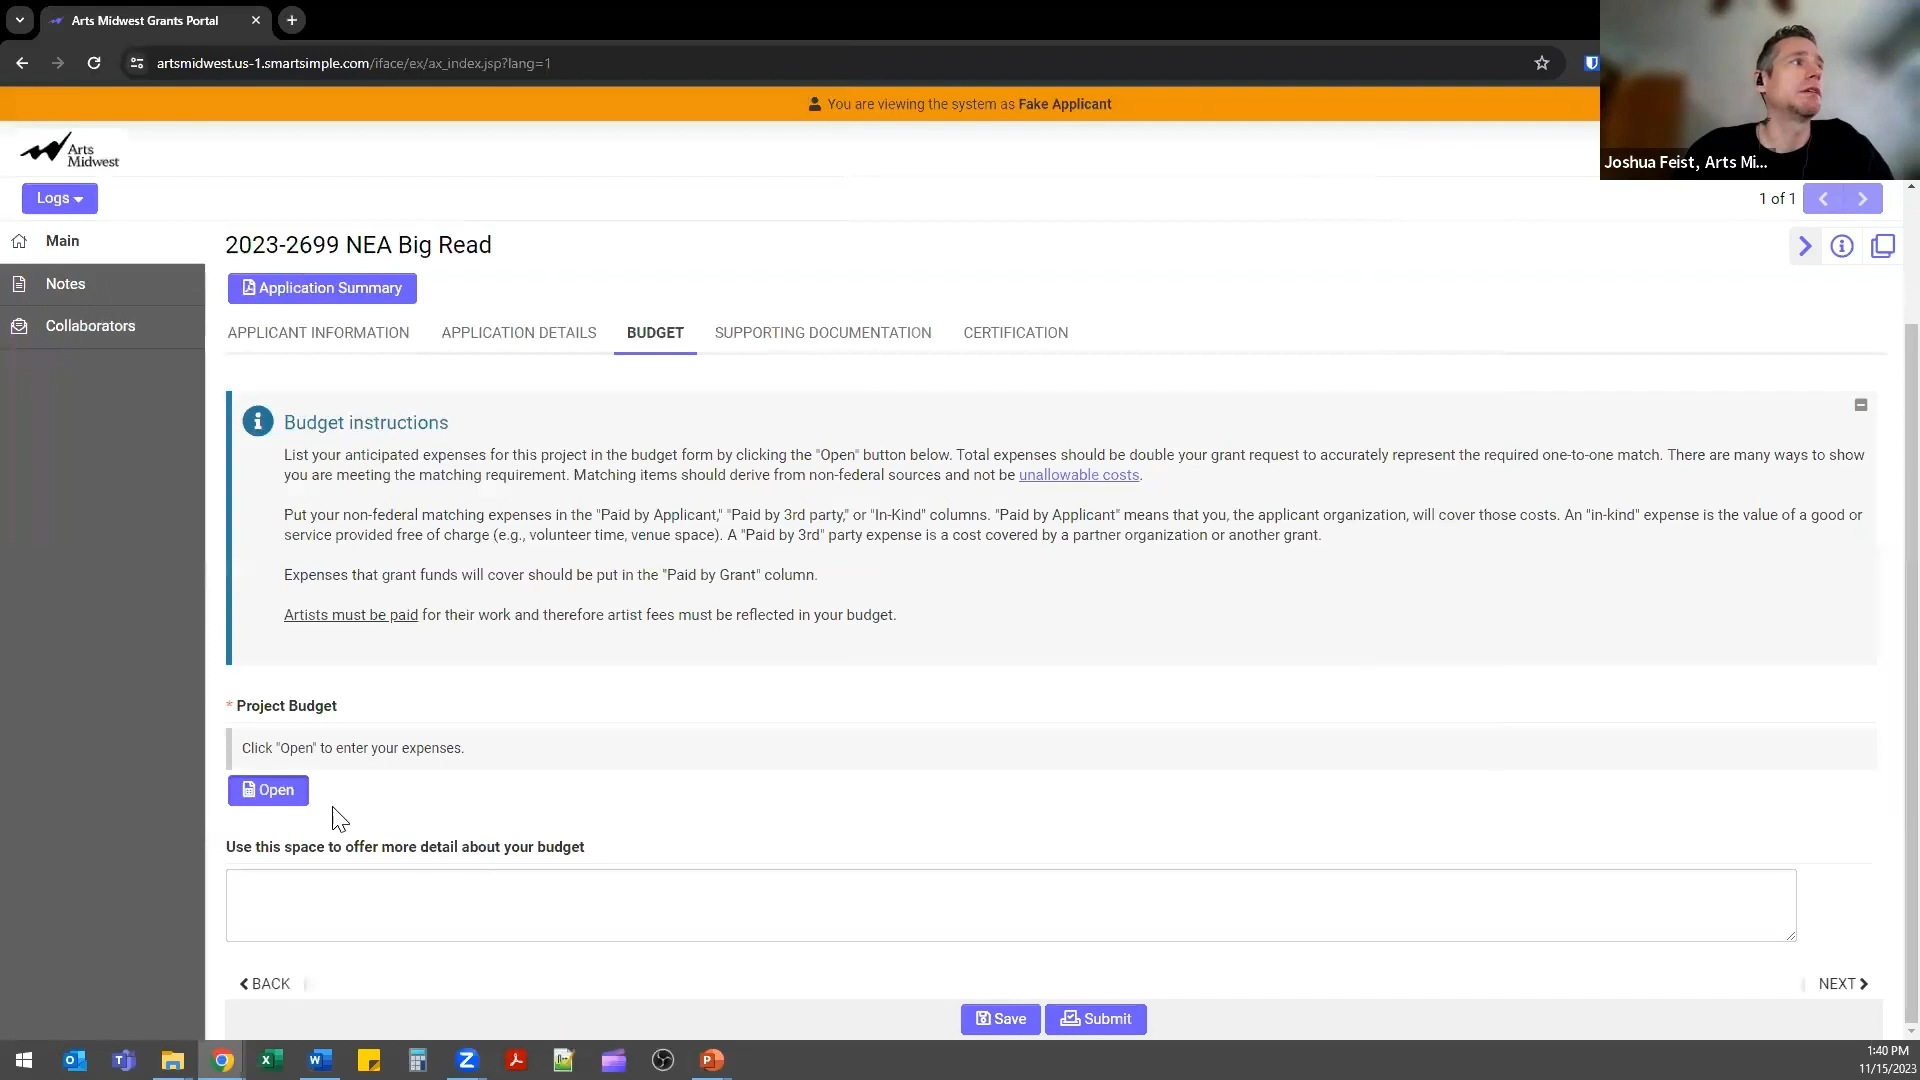 Arts Midwest Grants Portal
artsmidwest.us-1.smartsimple.com/iface/ex/ax_index.jsp?lang=1
You are viewing the system as Fake Applicant
Joshua Feist, Arts Mi...
Arts
Midwest
Logs
1 of 1
Main
2023-2699 NEA Big Read
Notes
Application Summary
Collaborators
APPLICANT INFORMATION
APPLICATION DETAILS
BUDGET
SUPPORTING DOCUMENTATION
CERTIFICATION
Budget instructions
List your anticipated expenses for this project in the budget form by clicking the "Open" button below. Total expenses should be double your grant request to accurately represent the required one-to-one match. There are many ways to show
you are meeting the matching requirement. Matching items should derive from non-federal sources and not be unallowable costs.
Put your non-federal matching expenses in the "Paid by Applicant," "Paid by 3rd party," or "In-Kind" columns. "Paid by Applicant" means that you, the applicant organization, will cover those costs. An "in-kind" expense is the value of a good or
service provided free of charge (e.g., volunteer time, venue space). A "Paid by 3rd" party expense is a cost covered by a partner organization or another grant.
Expenses that grant funds will cover should be put in the "Paid by Grant" column.
Artists must be paid for their work and therefore artist fees must be reflected in your budget.
* Project Budget
Click "Open" to enter your expenses.
Open
Use this space to offer more detail about your budget
BACK
NEXT
Save
Submit
1:40 PM
11/15/2023